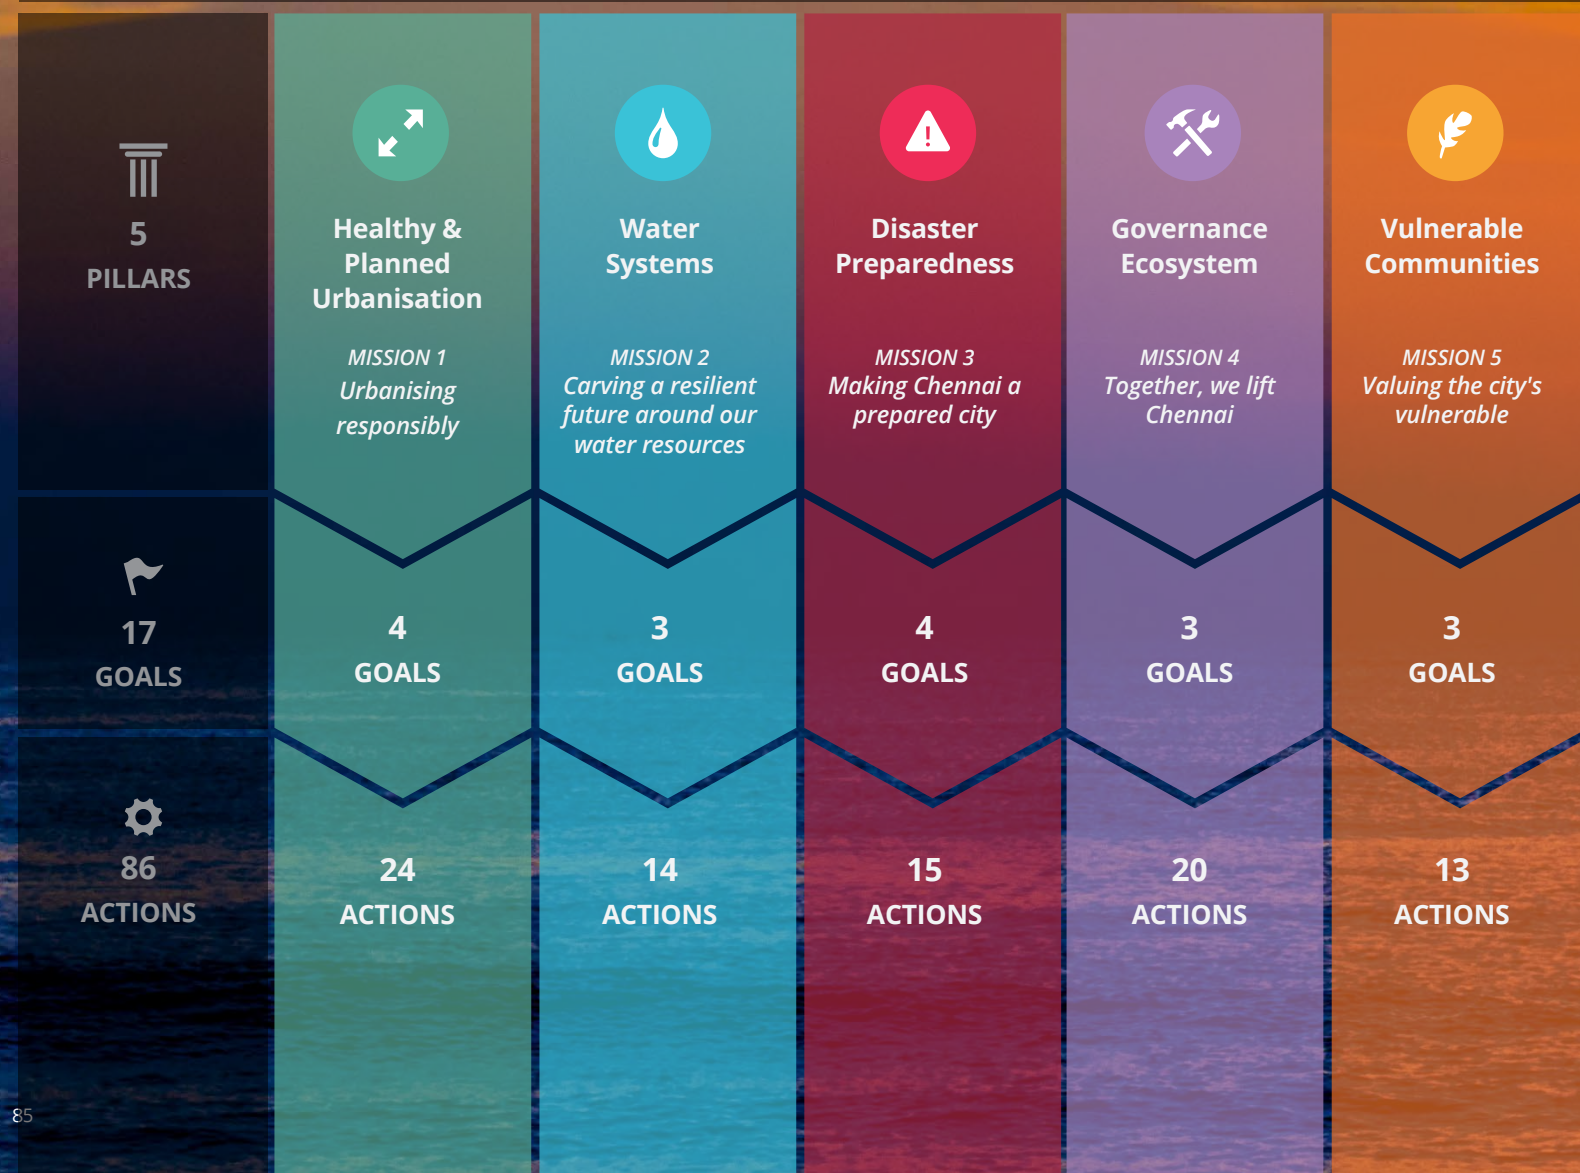 5
PILLARS
Healthy &
Planned
Urbanisation
MISSION 1
Urbanising
responsibly
Water
Systems
MISSION 2
Carving a resilient
future around our
water resources
Disaster
Preparedness
MISSION 3
Making Chennai a
prepared city
Governance
Ecosystem
MISSION 4
Together, we lift
Chennai
Vulnerable
Communities
MISSION 5
Valuing the city's
vulnerable
17
GOALS
4
GOALS
3
GOALS
4
GOALS
3
GOALS
3
GOALS
86
ACTIONS
24
ACTIONS
14
ACTIONS
15
ACTIONS
20
ACTIONS
13
ACTIONS
85